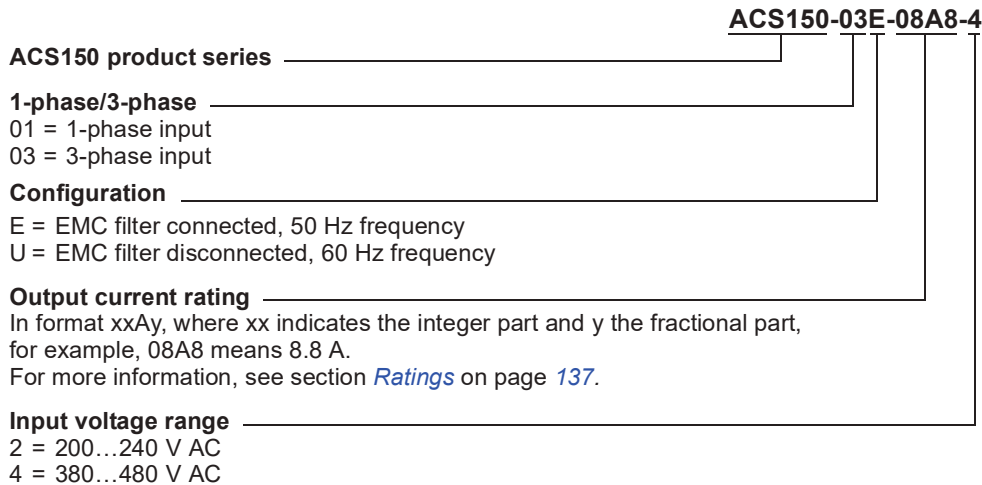 ACS150-03E-08A8-4
ACS150 product series
1-phase/3-phase
01 = 1-phase input
03 = 3-phase input
Configuration
E = EMC filter connected, 50 Hz frequency
U = EMC filter disconnected, 60 Hz frequency
Output current rating
In format xxAy, where xx indicates the integer part and y the fractional part,
for example, 08A8 means 8.8 A.
For more information, see section Ratings on page 137.
Input voltage range
2 = 200…240 V AC
4 = 380…480 V AC